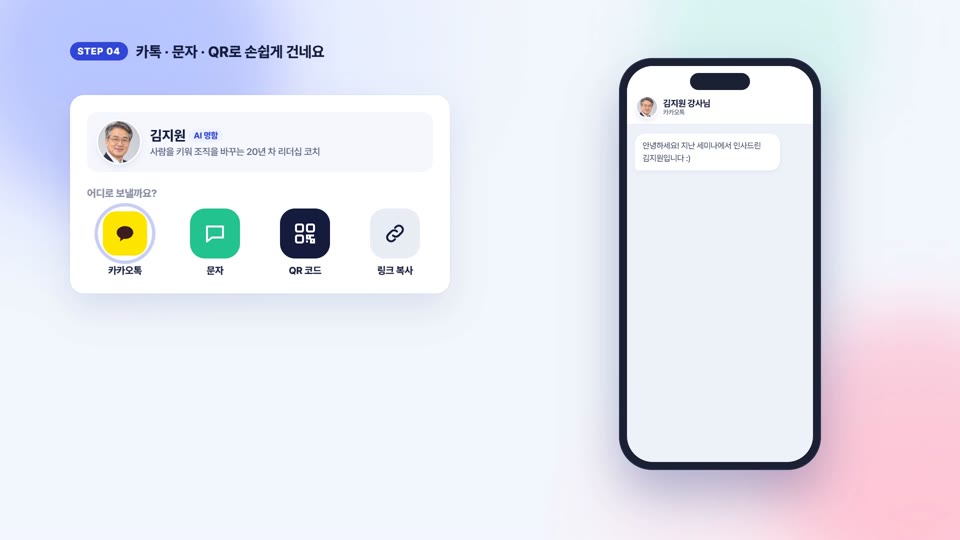 STEP 04 카톡 · 문자 · QR로 손쉽게 건네요
김지원 AI 명함
사람을 키워 조직을 바꾸는 20년 차 리더십 코치
어디로 보낼까요?
카카오톡
문자
QR 코드
링크 복사
김지원 강사님
카카오톡
안녕하세요! 지난 세미나에서 인사드린
김지원입니다 :)